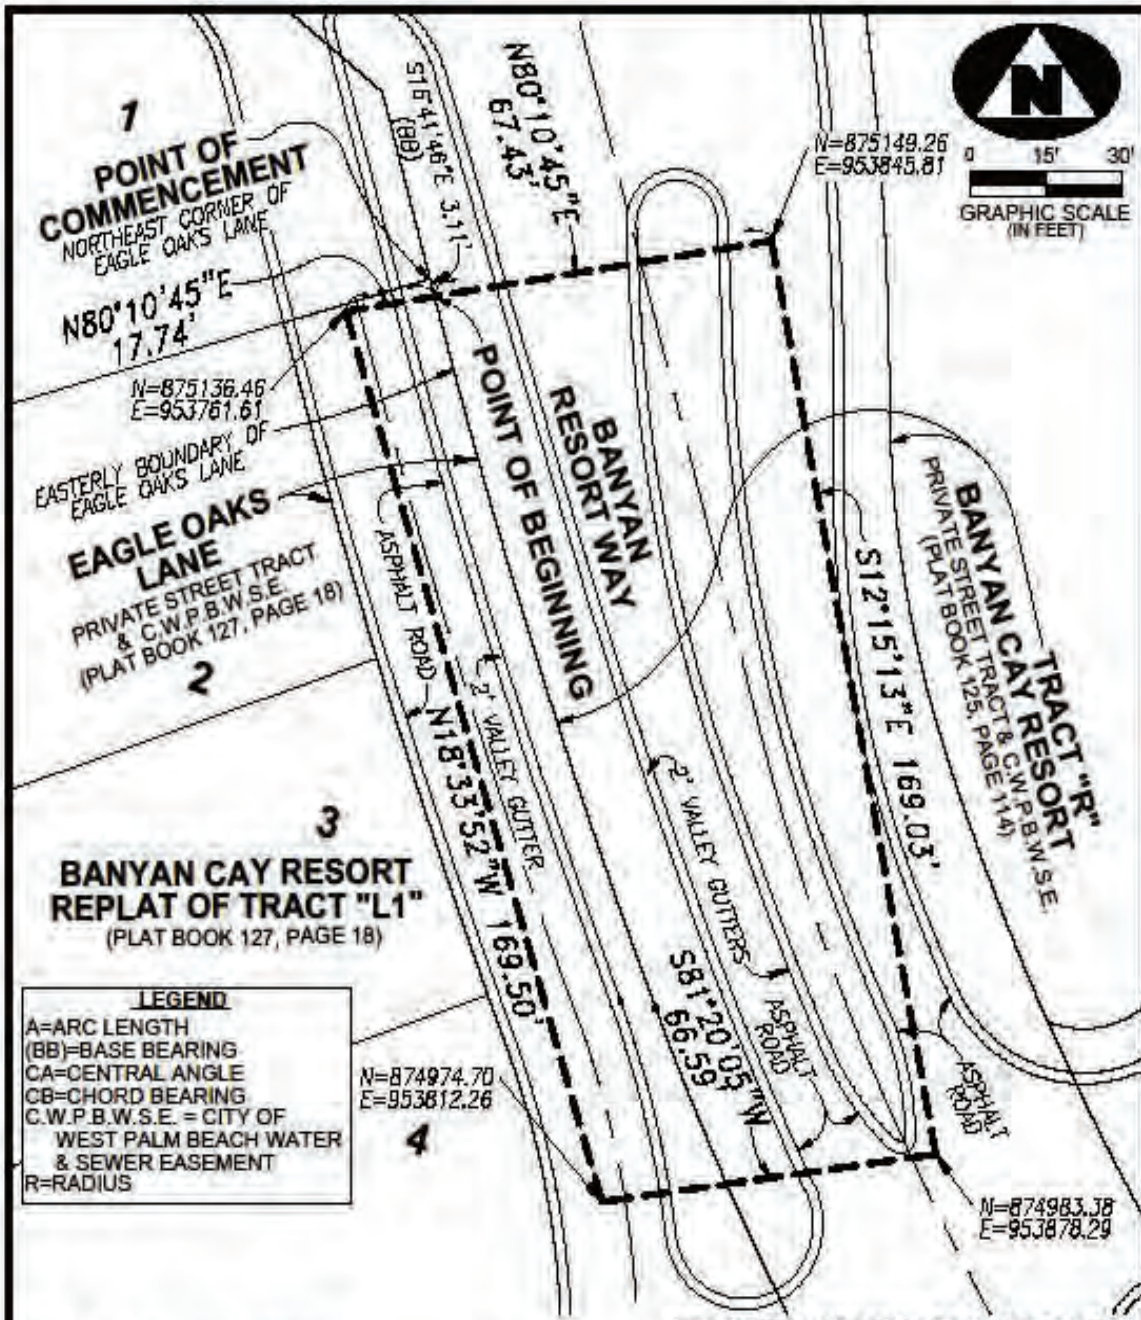 1
POINT OF
COMMENCEMENT
NORTHEAST CORNER OF
EAGLE OAKS LANE
S16°41'46"E 3.11'
(BB)
N80°10'45"E
67.43'
N=875149.26
E=953845.81
N
0 15' 30'
GRAPHIC SCALE
(IN FEET)
N80°10'45"E
17.74'
N=875136.46
E=953761.61
EASTERLY BOUNDARY OF
EAGLE OAKS LANE
EAGLE OAKS
LANE
PRIVATE STREET TRACT
& C.W.P.B.W.S.E.
(PLAT BOOK 127, PAGE 18)
2
POINT OF BEGINNING
BANYAN
RESORT WAY
ASPHALT ROAD
2' VALLEY GUTTER
N18°33'52"W 169.50'
S12°15'13"E 169.03'
TRACT "R"
BANYAN CAY RESORT
PRIVATE STREET TRACT & C.W.P.B.W.S.E.
(PLAT BOOK 125, PAGE 114)
3
BANYAN CAY RESORT
REPLAT OF TRACT "L1"
(PLAT BOOK 127, PAGE 18)
2' VALLEY GUTTERS
ASPHALT
ROAD
S81°20'05"W
66.59'
ASPHALT
ROAD
LEGEND
A=ARC LENGTH
(BB)=BASE BEARING
CA=CENTRAL ANGLE
CB=CHORD BEARING
C.W.P.B.W.S.E. = CITY OF
WEST PALM BEACH WATER
& SEWER EASEMENT
R=RADIUS
N=874974.70
E=953812.26
4
N=874983.38
E=953878.29